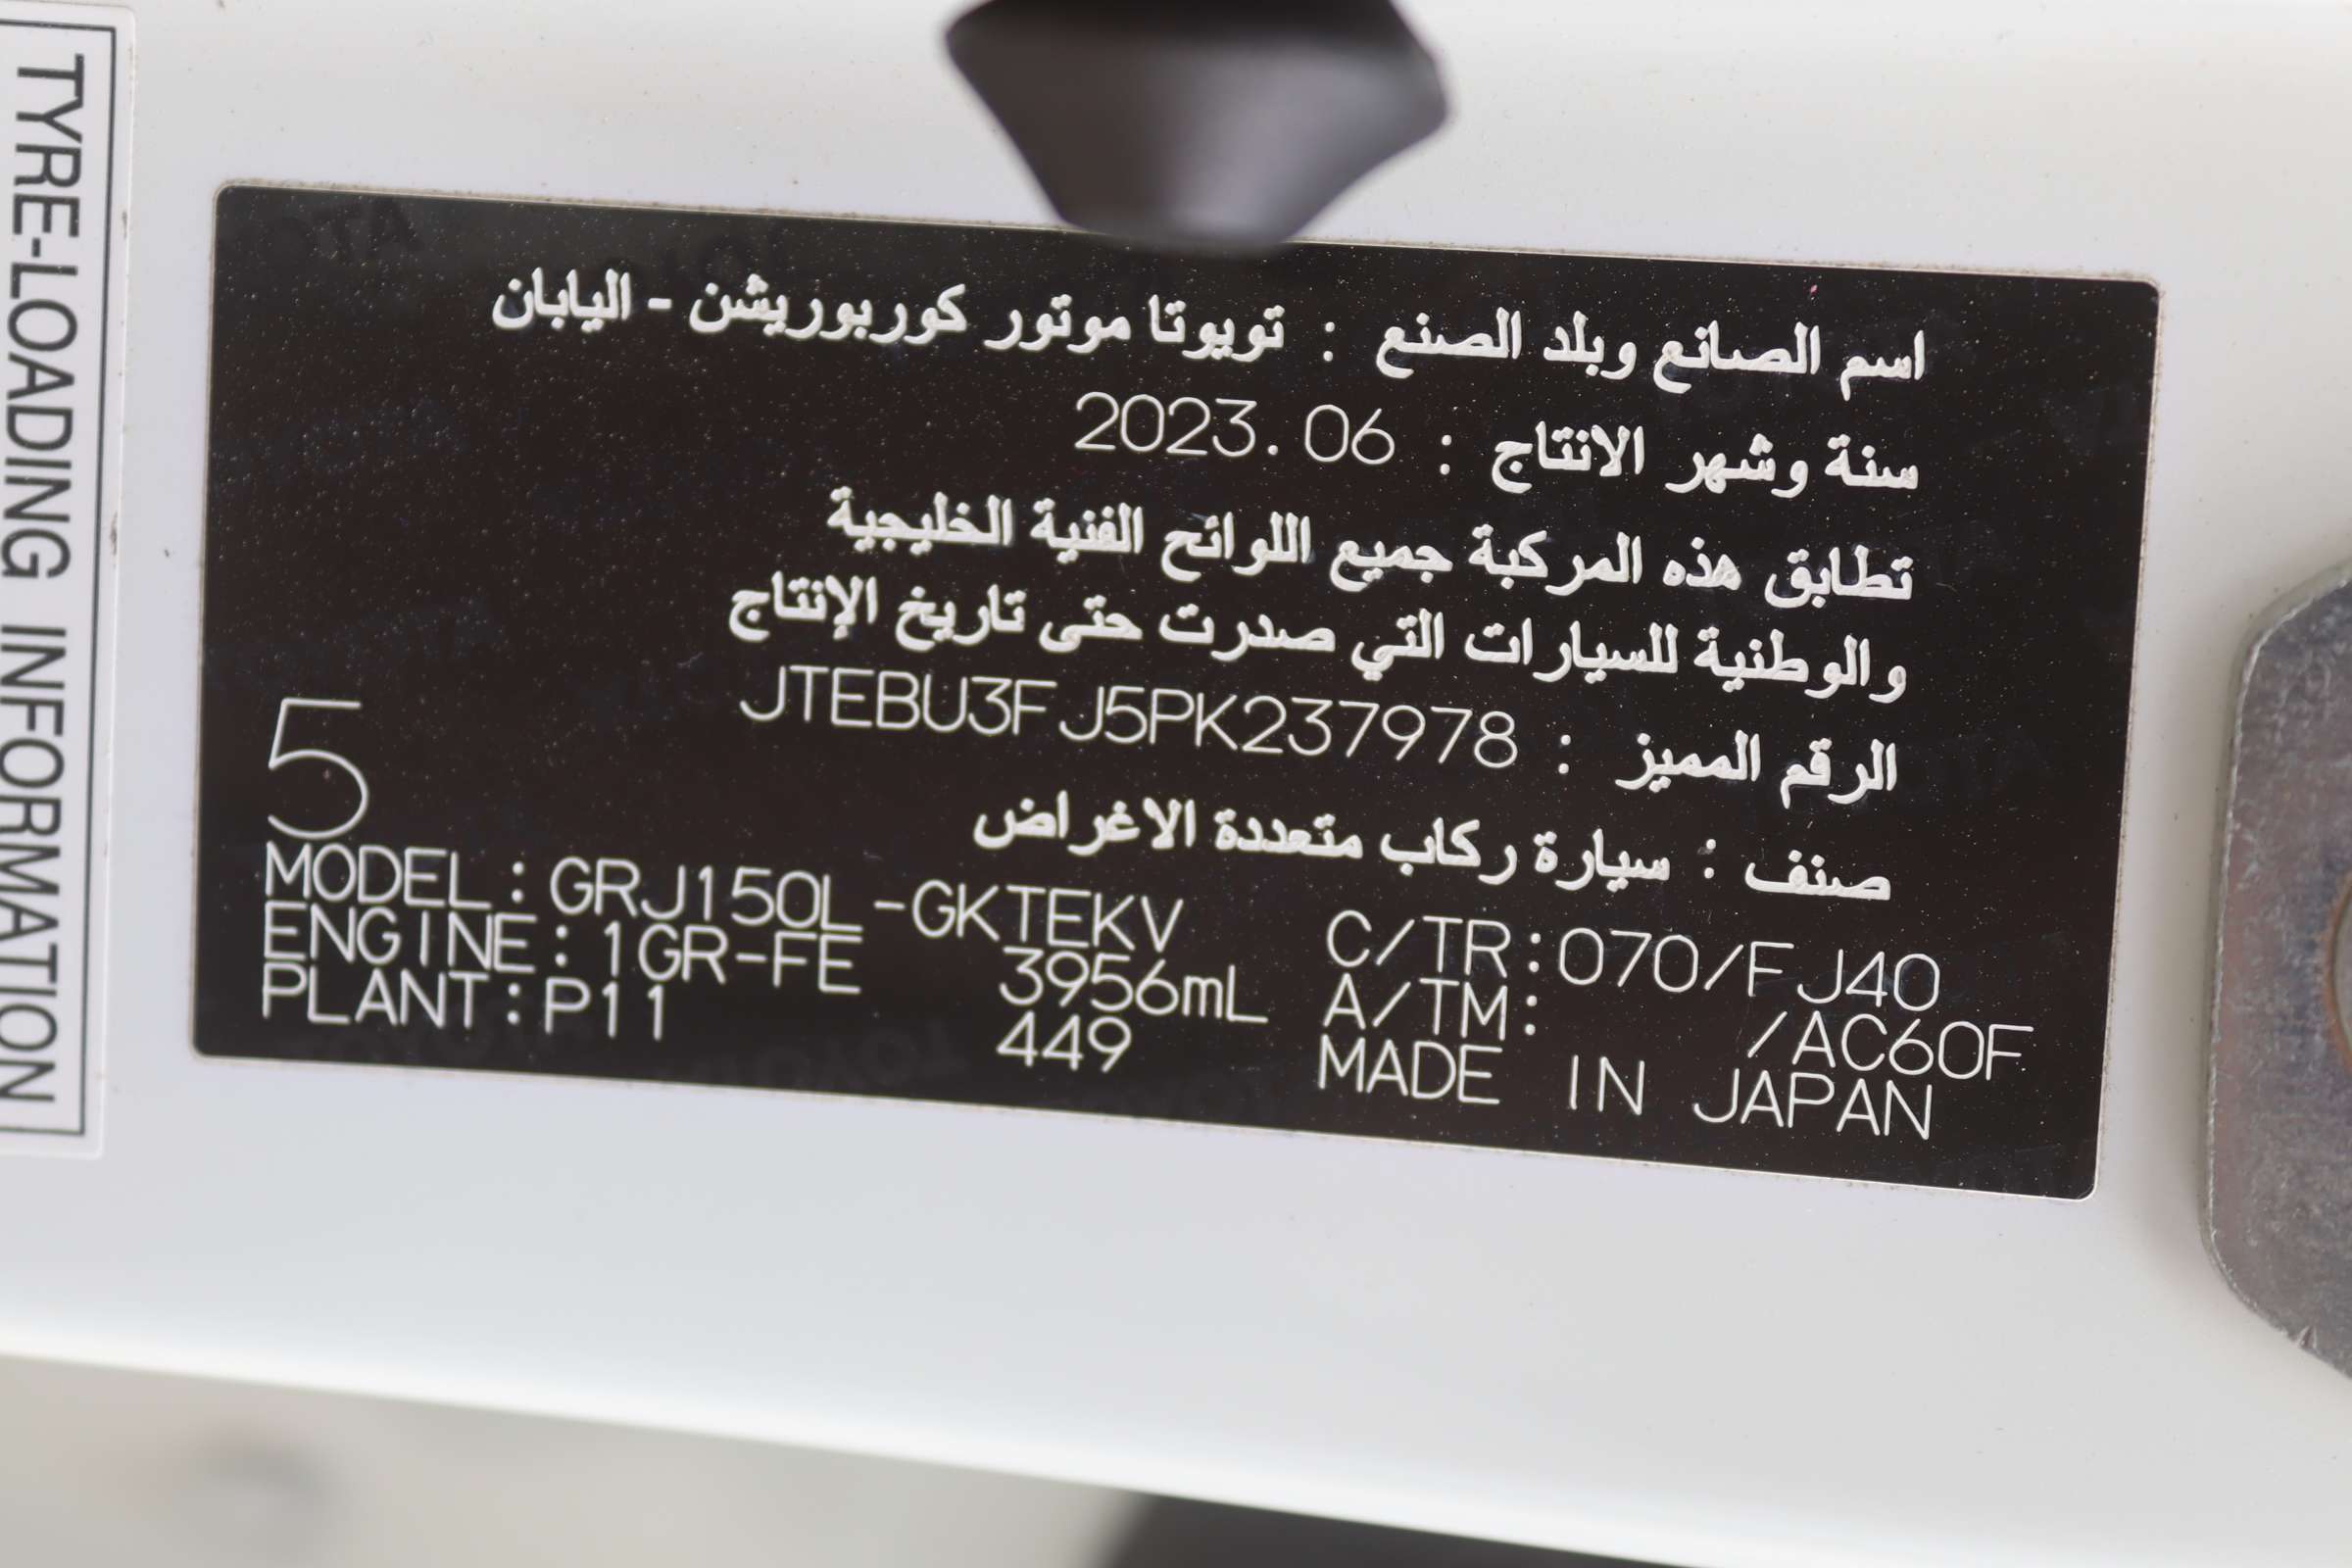 TYRE-LOADING INFORMATION
اسم الصانع وبلد الصنع : تويوتا موتور كوربوريشن - اليابان
سنة وشهر الانتاج : 2023.06
تطابق هذه المركبة جميع اللوائح الفنية الخليجية
والوطنية للسيارات التي صدرت حتى تاريخ الإنتاج
الرقم المميز : JTEBU3FJ5PK237978
صنف : سيارة ركاب متعددة الاغراض
5
MODEL:GRJ150L-GKTEKV C/TR:070/FJ40
ENGINE:1GR-FE 3956mL A/TM: /AC60F
PLANT:P11 449 MADE IN JAPAN